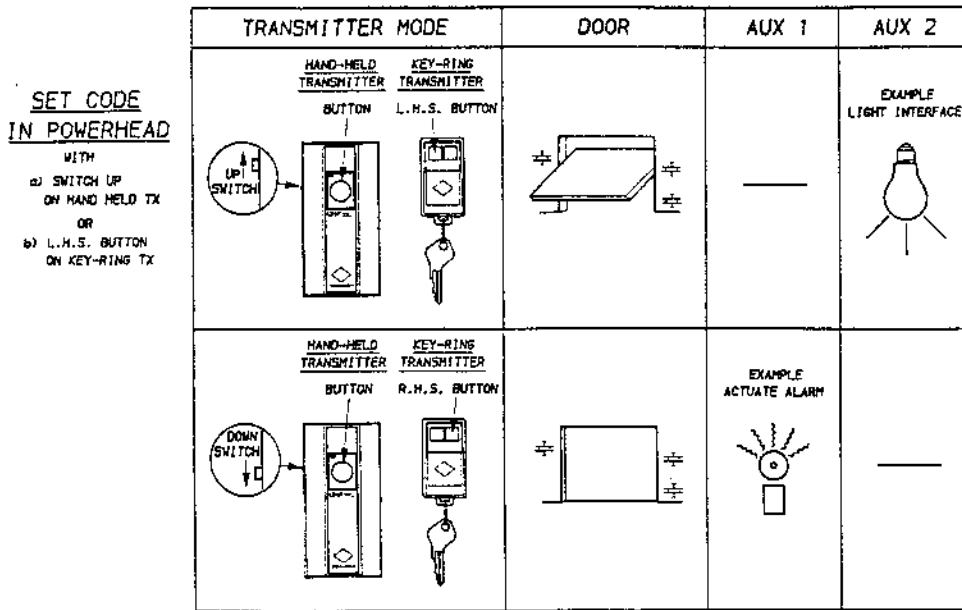 TRANSMITTER MODE
DOOR
AUX 1
AUX 2
SET CODE
IN POWERHEAD
WITH
a) SWITCH UP
ON HAND HELD TX
OR
b) L.H.S. BUTTON
ON KEY-RING TX
HAND-HELD
TRANSMITTER
BUTTON
KEY-RING
TRANSMITTER
L.H.S. BUTTON
UP
SWITCH
EXAMPLE
LIGHT INTERFACE
HAND-HELD
TRANSMITTER
BUTTON
KEY-RING
TRANSMITTER
R.H.S. BUTTON
DOWN
SWITCH
EXAMPLE
ACTUATE ALARM